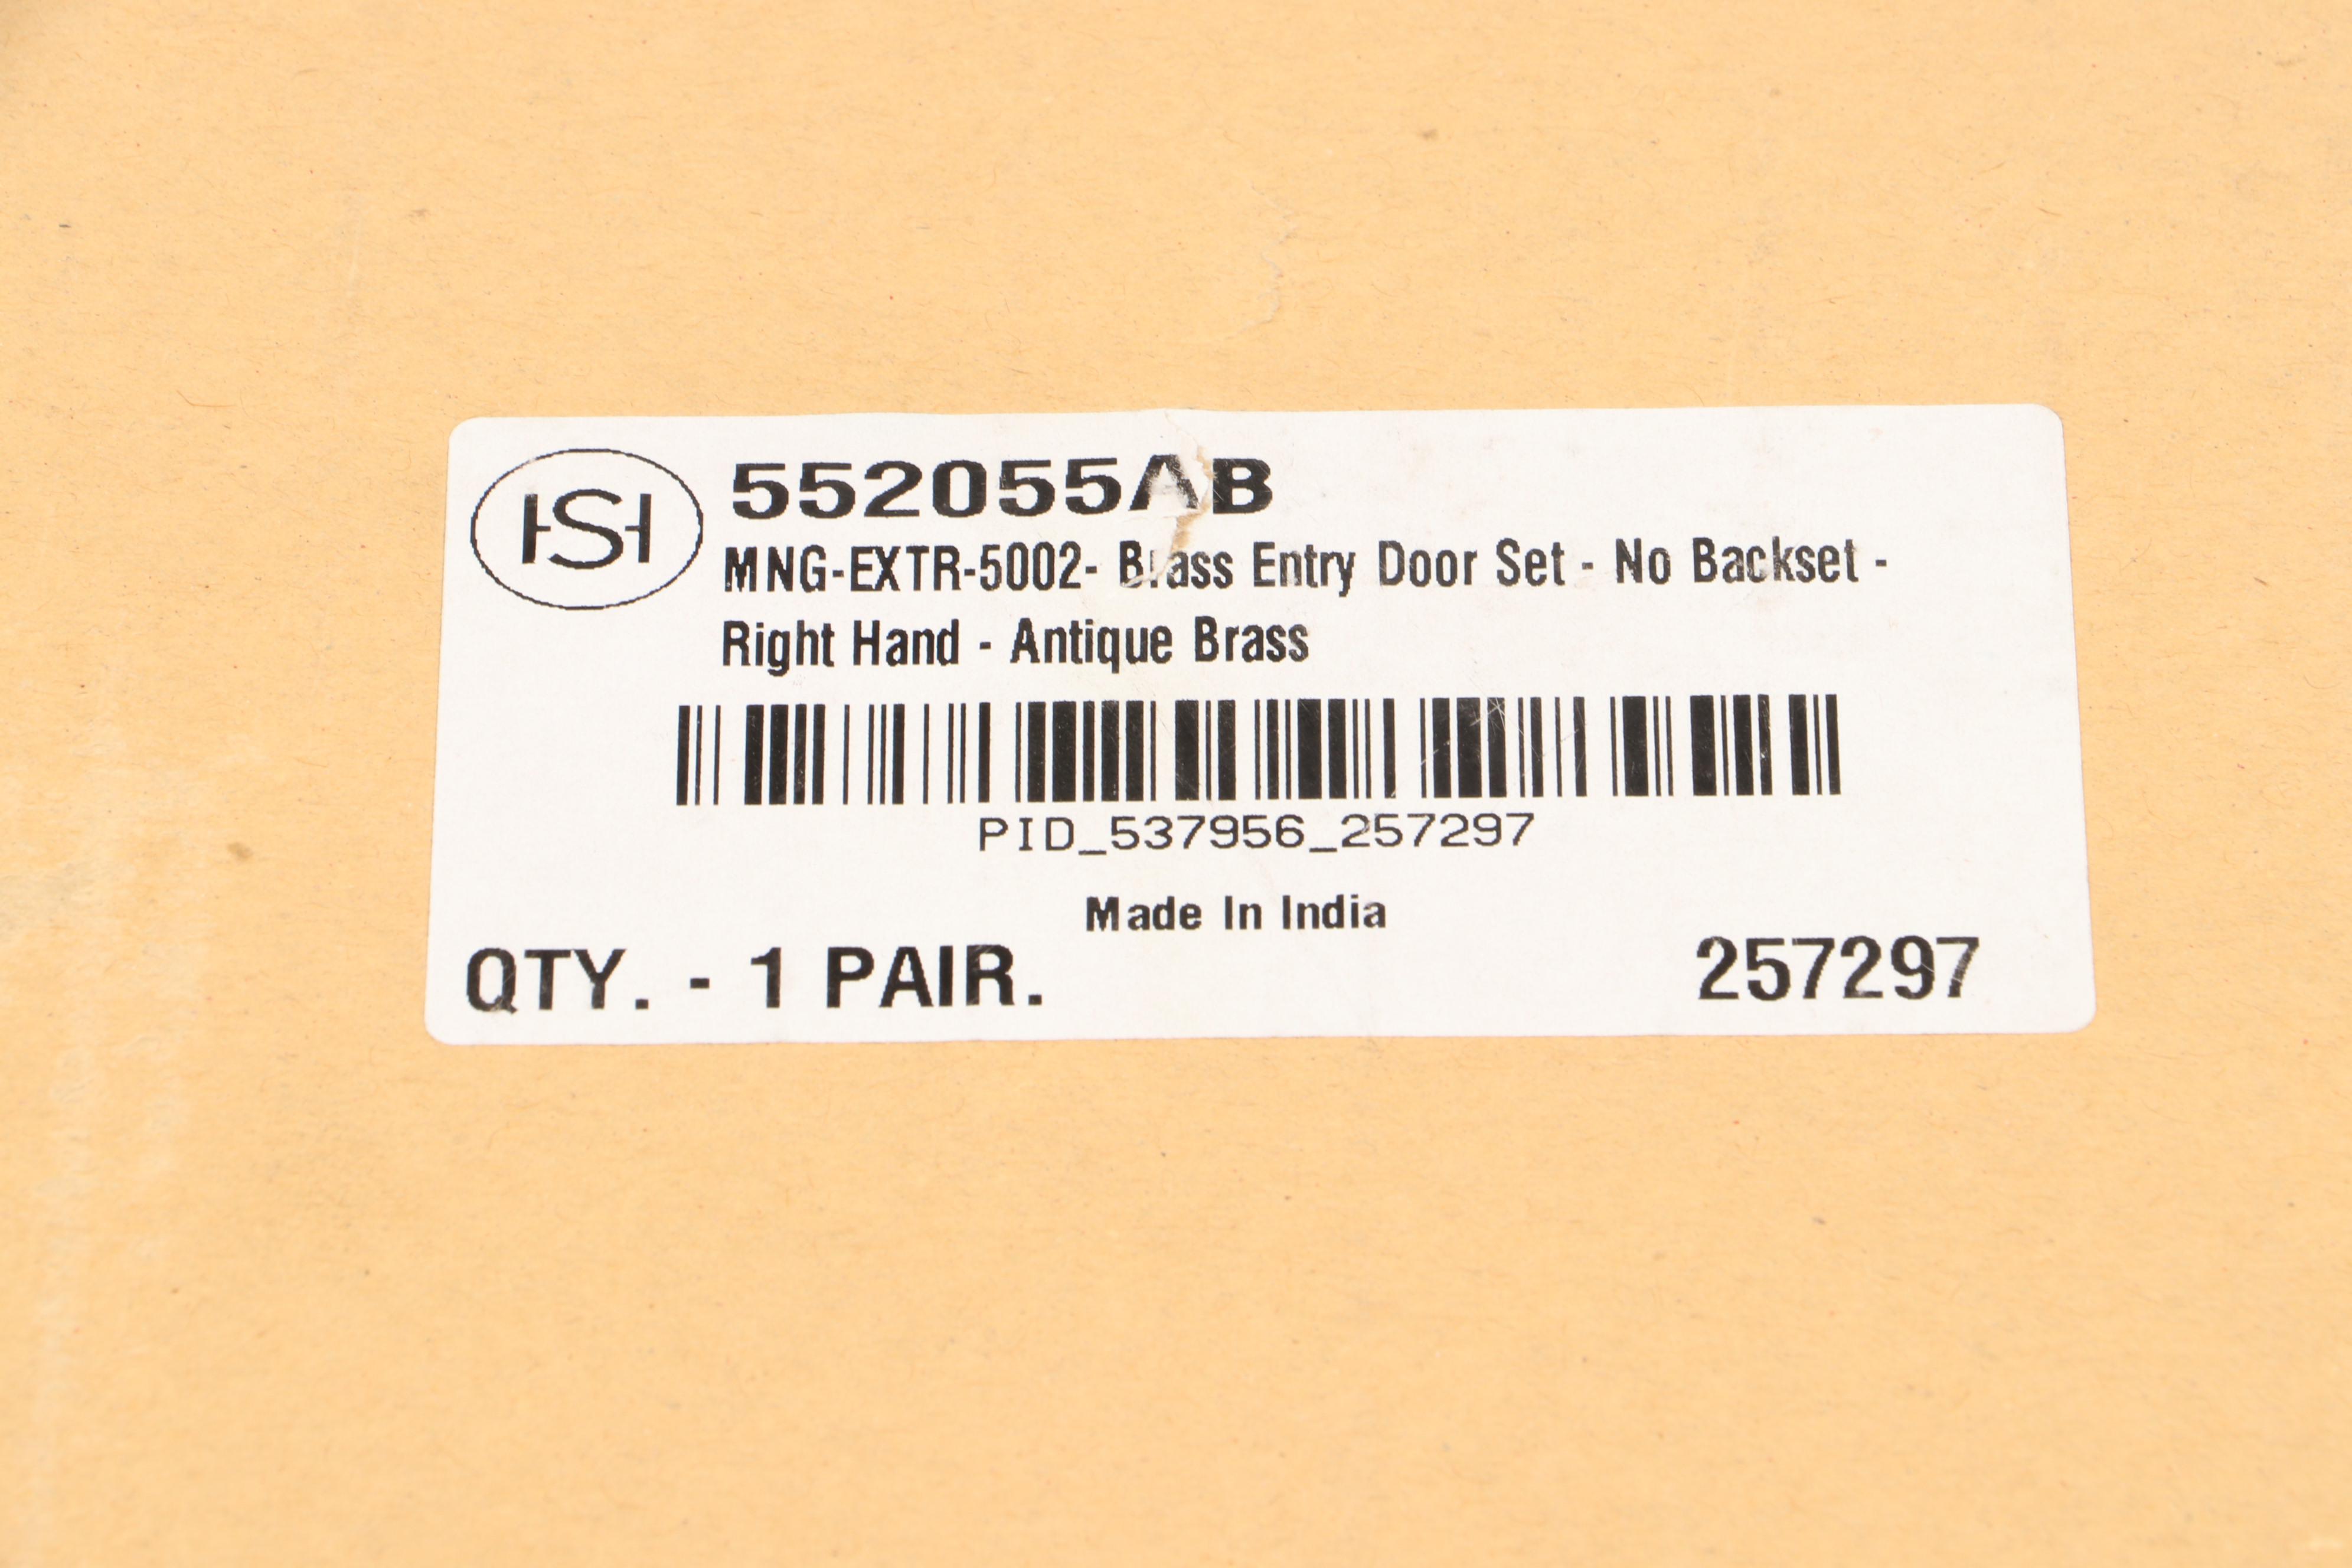 HSH
552055AB
MNG-EXTR-5002- Brass Entry Door Set - No Backset -
Right Hand - Antique Brass
PID_537956_257297
Made In India
QTY. - 1 PAIR.
257297